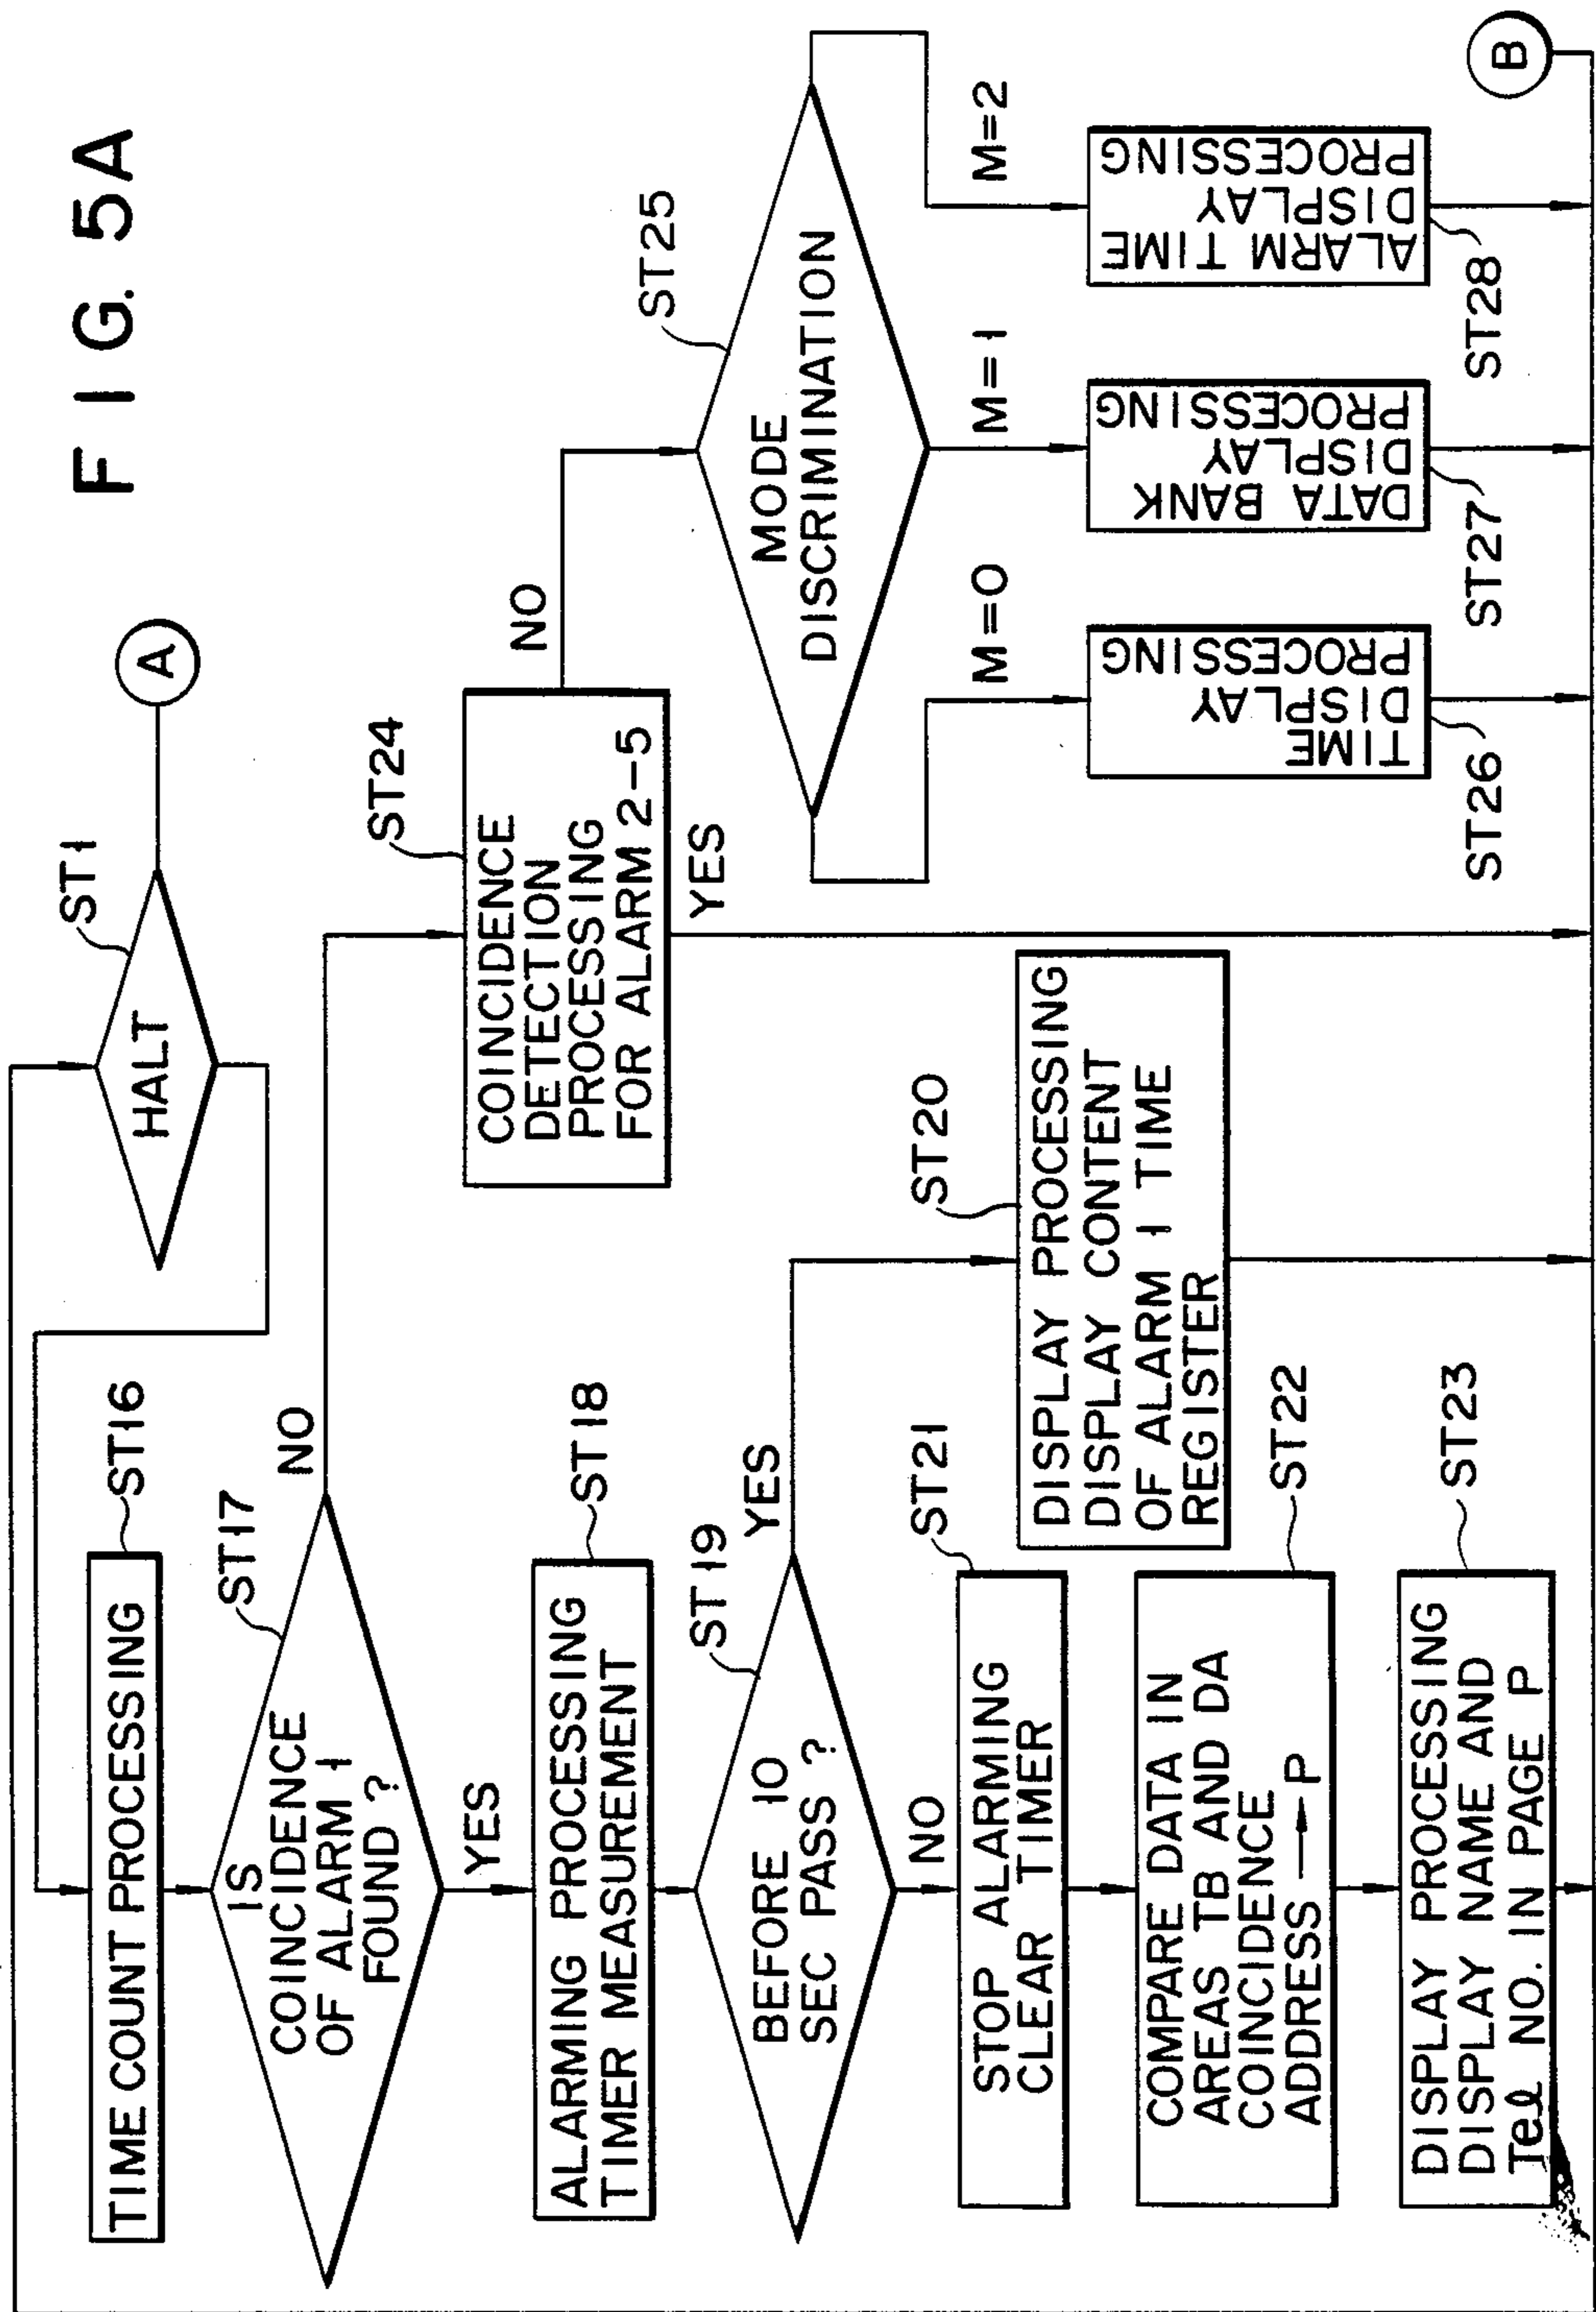 FIG. 5A
HALT
ST1
A
TIME COUNT PROCESSING
ST16
IS
COINCIDENCE
OF ALARM 1
FOUND ?
ST17
NO
YES
ALARMING PROCESSING
TIMER MEASUREMENT
ST18
BEFORE 10
SEC PASS ?
ST19
YES
NO
DISPLAY PROCESSING
DISPLAY CONTENT
OF ALARM 1 TIME
REGISTER
ST20
STOP ALARMING
CLEAR TIMER
ST21
COMPARE DATA IN
AREAS TB AND DA
COINCIDENCE
ADDRESS → P
ST22
DISPLAY PROCESSING
DISPLAY NAME AND
Tel NO. IN PAGE P
ST23
COINCIDENCE
DETECTION
PROCESSING
FOR ALARM 2-5
ST24
NO
YES
MODE
DISCRIMINATION
ST25
M=0
M=1
M=2
TIME
DISPLAY
PROCESSING
ST26
DATA BANK
DISPLAY
PROCESSING
ST27
ALARM TIME
DISPLAY
PROCESSING
ST28
B